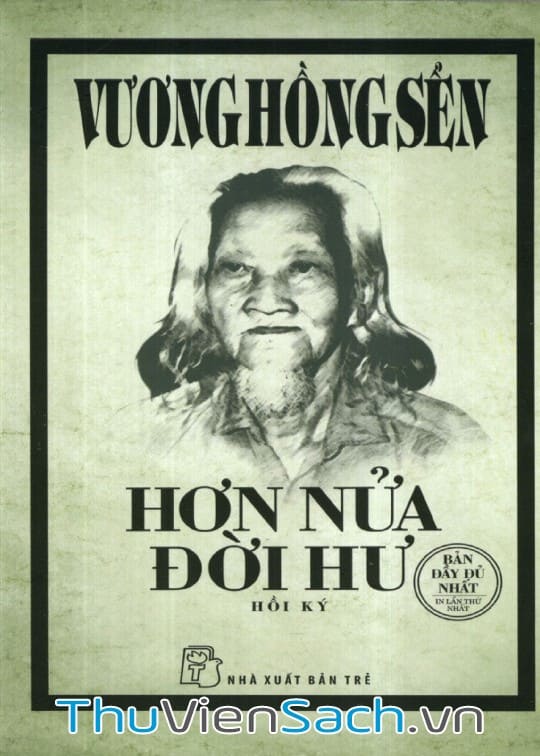 VƯƠNG HỒNG SỂN
HƠN NỬA
ĐỜI HƯ
HỒI KÝ
BẢN
ĐẦY ĐỦ
NHẤT
IN LẦN THỨ
NHẤT
T
NHÀ XUẤT BẢN TRẺ
ThuVienSach.vn